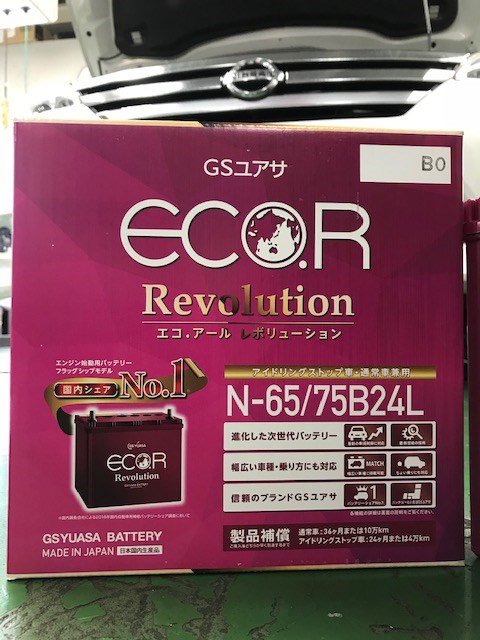 NISSAN
GSユアサ
BO
ECO.R
Revolution
エコ.アール レボリューション
エンジン始動用バッテリー
フラッグシップモデル
国内シェア No.1
アイドリングストップ車・通常車兼用
N-65/75B24L
進化した次世代バッテリー
幅広い車種・乗り方にも対応
MATCH
信頼のブランドGSユアサ
GSYUASA
ECO.R
Revolution
GSYUASA BATTERY
MADE IN JAPAN 日本国内生産品
製品補償
通常車：36ヶ月または10万km
アイドリングストップ車：24ヶ月または4万km